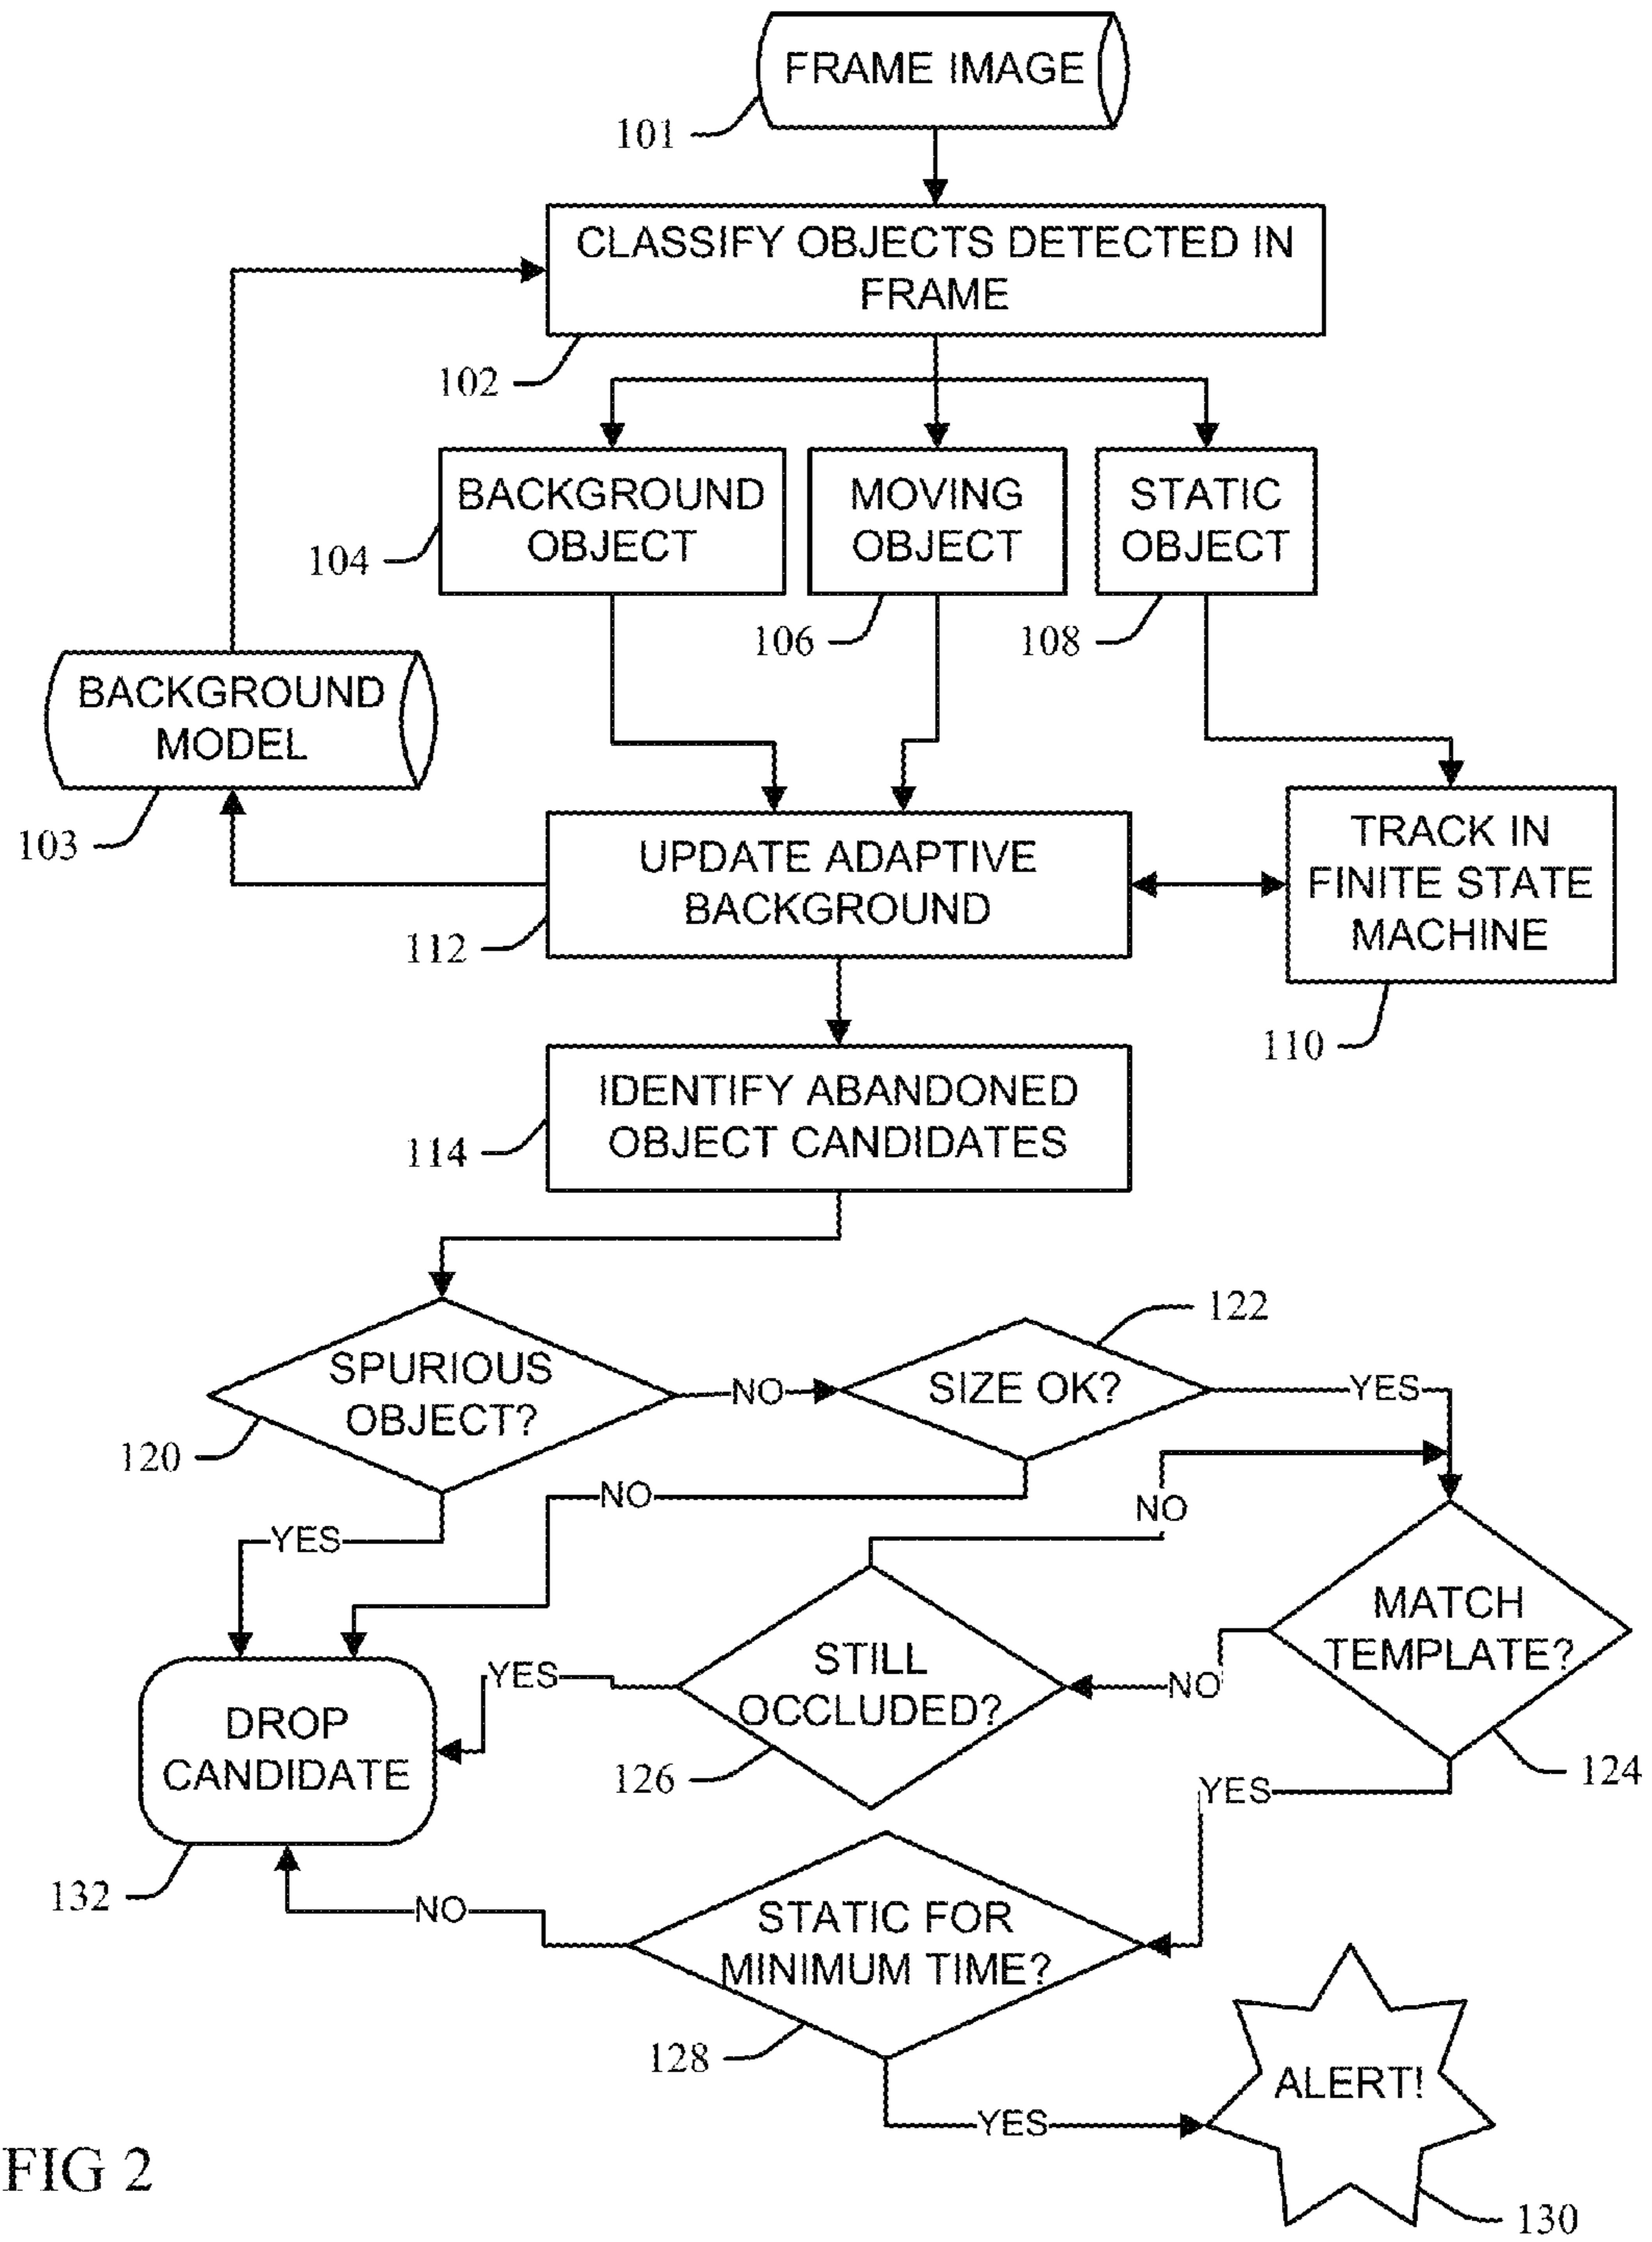 FRAME IMAGE
101
CLASSIFY OBJECTS DETECTED IN
FRAME
102
BACKGROUND
OBJECT
104
MOVING
OBJECT
106
STATIC
OBJECT
108
BACKGROUND
MODEL
103
UPDATE ADAPTIVE
BACKGROUND
112
TRACK IN
FINITE STATE
MACHINE
110
IDENTIFY ABANDONED
OBJECT CANDIDATES
114
SPURIOUS
OBJECT?
120
NO
SIZE OK?
122
YES
NO
YES
NO
MATCH
TEMPLATE?
124
NO
STILL
OCCLUDED?
126
YES
DROP
CANDIDATE
132
YES
STATIC FOR
MINIMUM TIME?
128
NO
YES
ALERT!
130
FIG 2